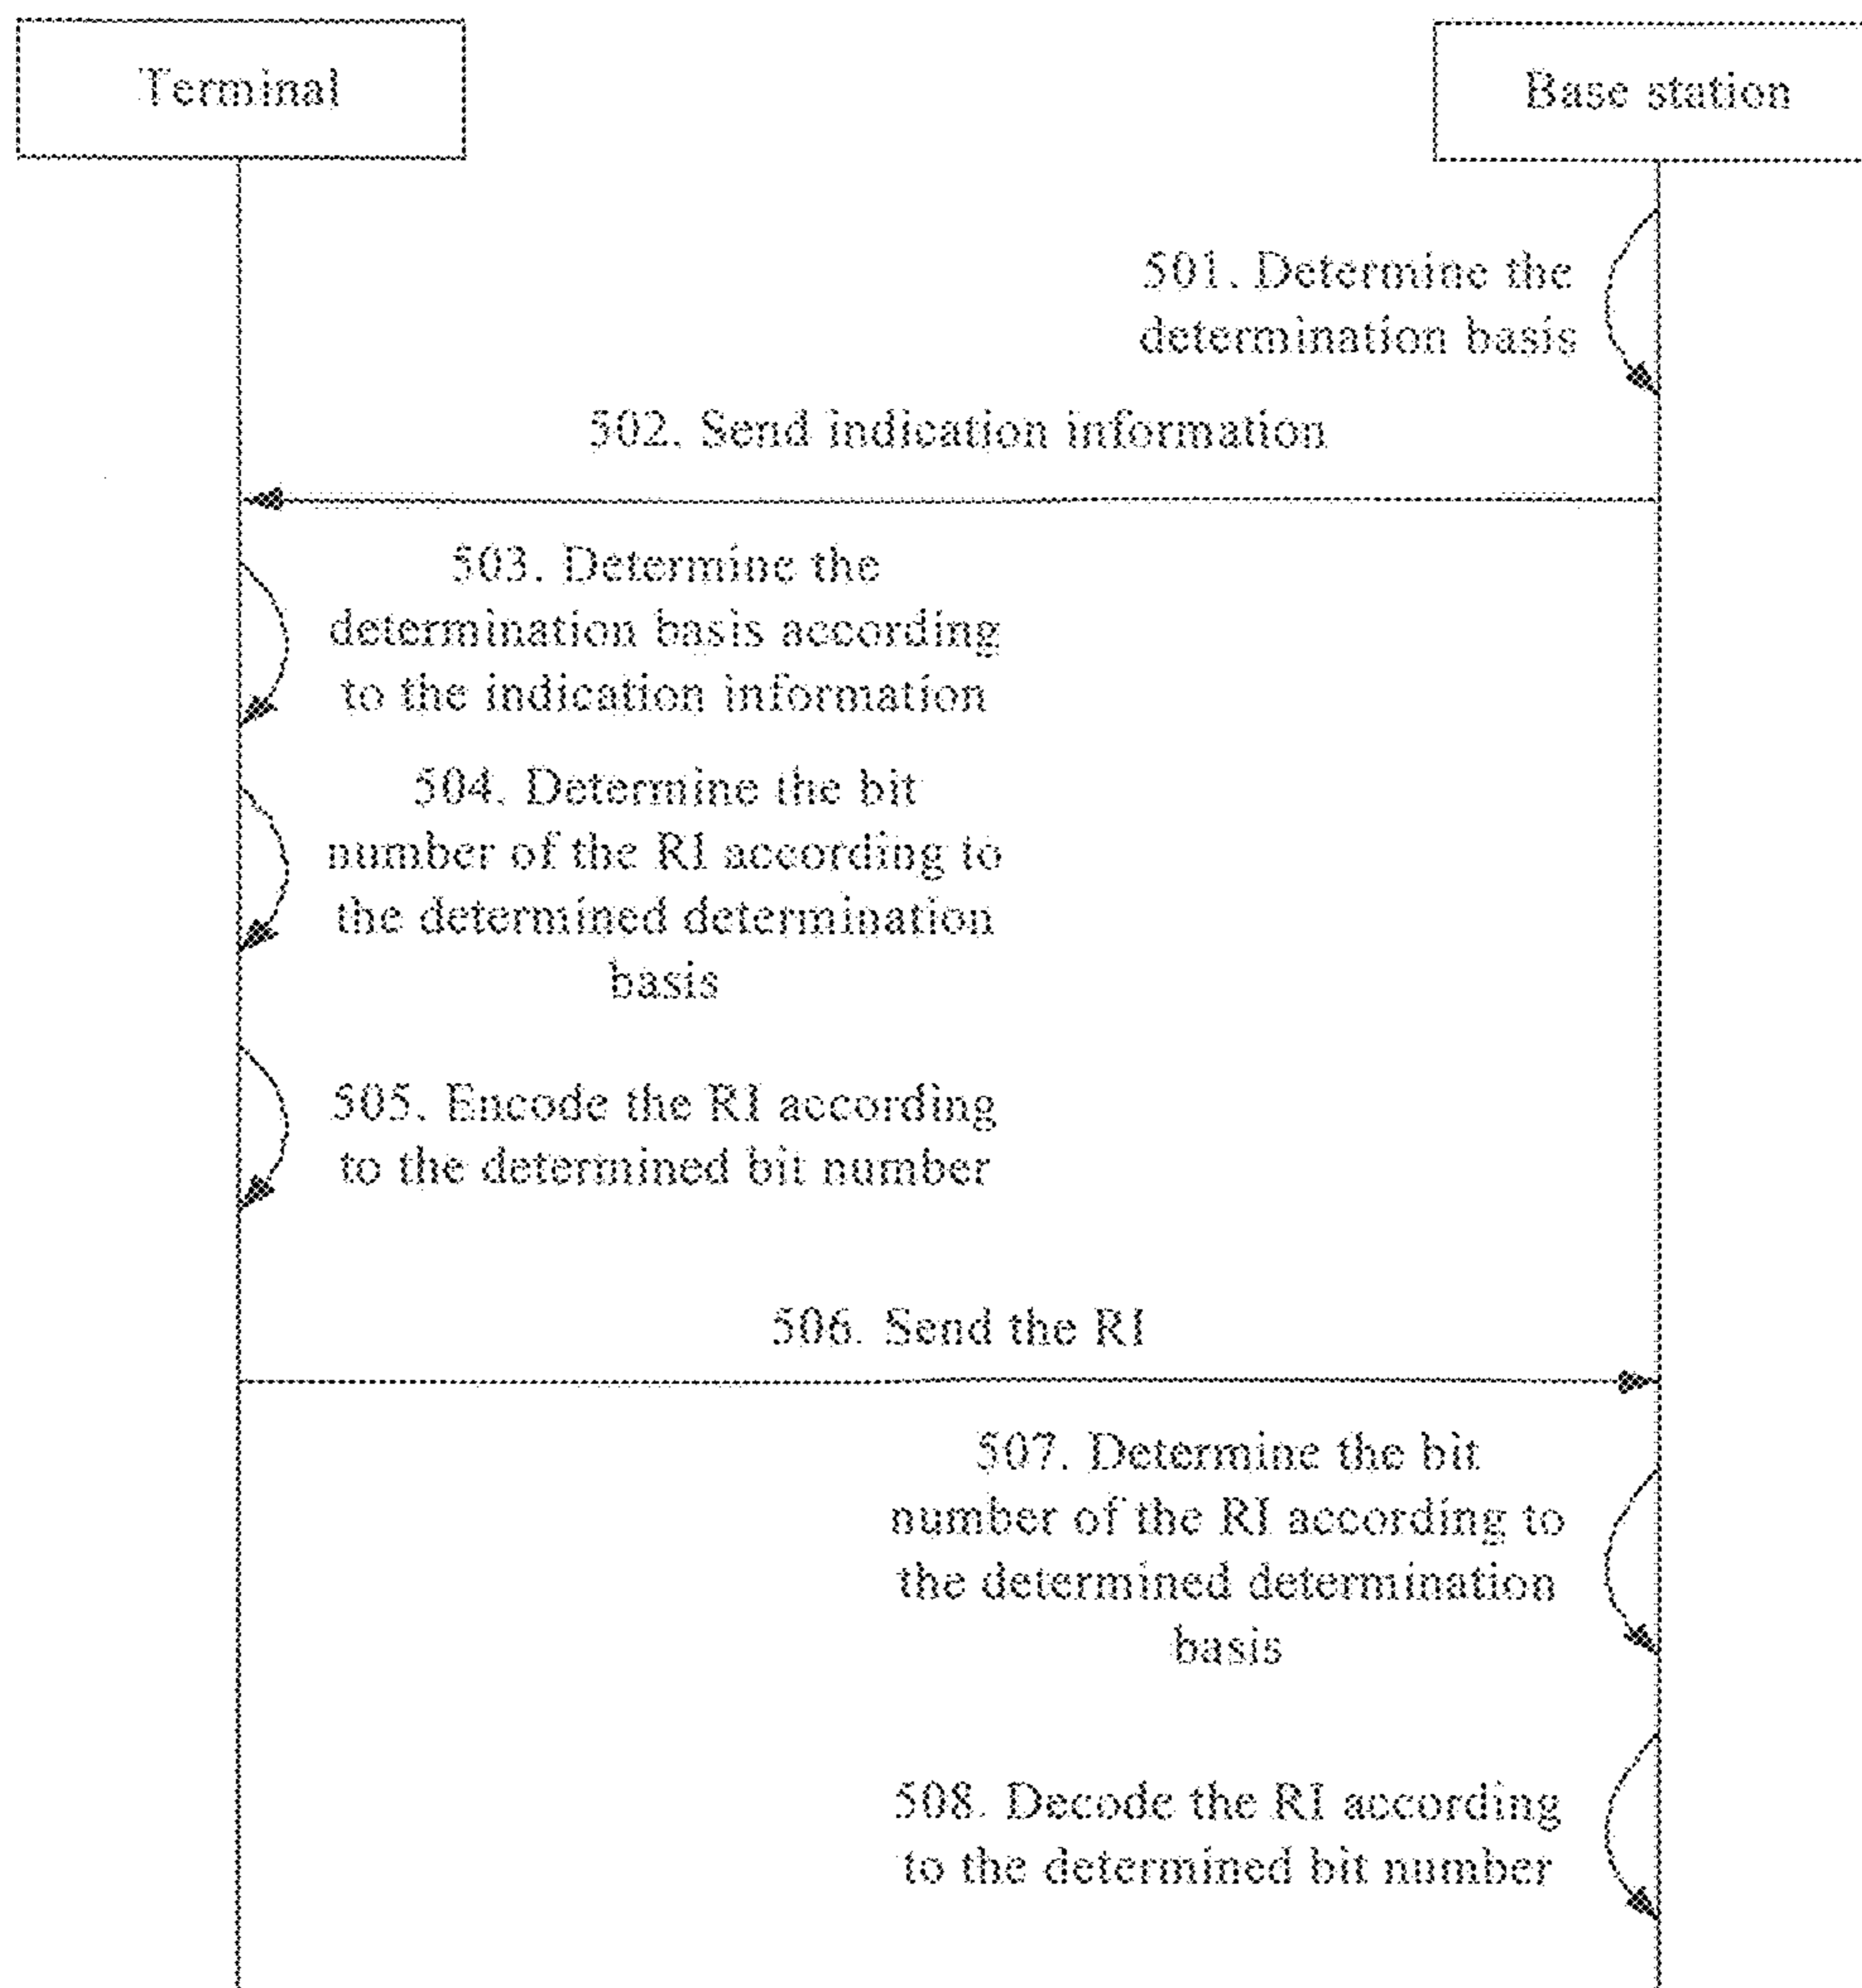 Terminal
Base station
501. Determine the
determination basis
502. Send indication information
503. Determine the
determination basis according
to the indication information
504. Determine the bit
number of the RI according to
the determined determination
basis
505. Encode the RI according
to the determined bit number
506. Send the RI
507. Determine the bit
number of the RI according to
the determined determination
basis
508. Decode the RI according
to the determined bit number